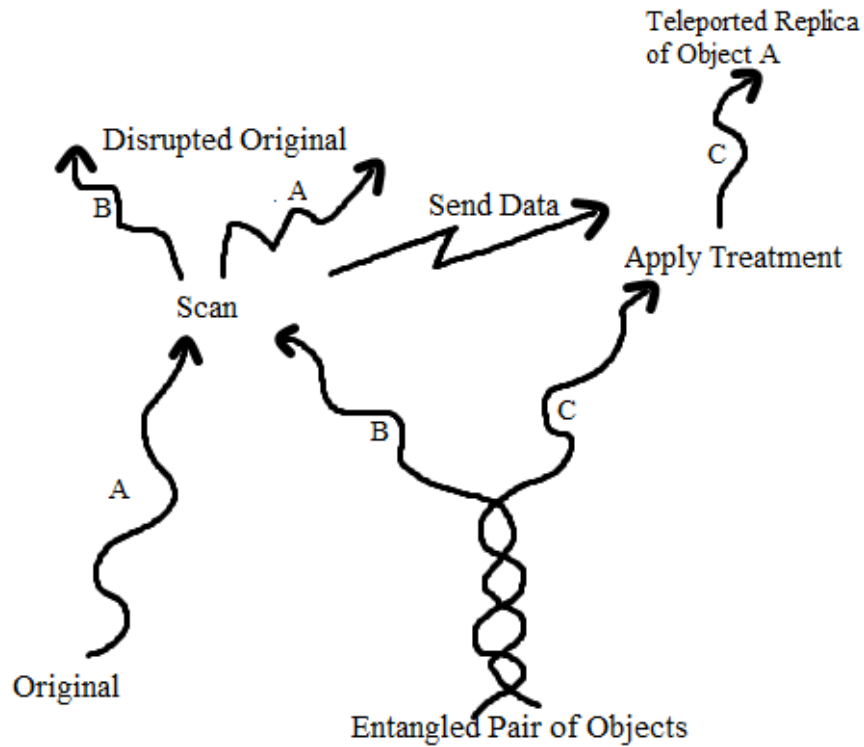 Teleported Replica
of Object A
Disrupted Original
C
B
A
Send Data
Apply Treatment
Scan
B
C
A
Original
Entangled Pair of Objects